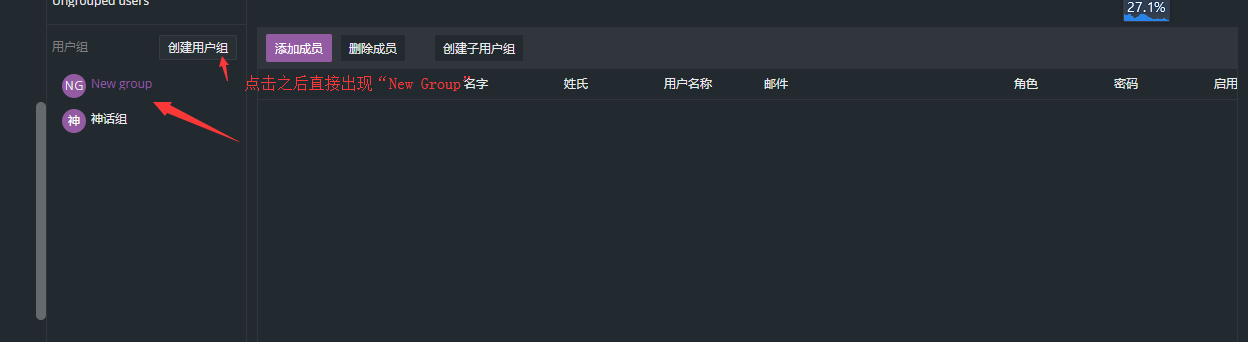 Ungrouped users
27.1%
用户组 创建用户组
添加成员 删除成员 创建子用户组
NG New group
点击之后直接出现“New Group”
名字 姓氏 用户名称 邮件 角色 密码 启用
神 神话组